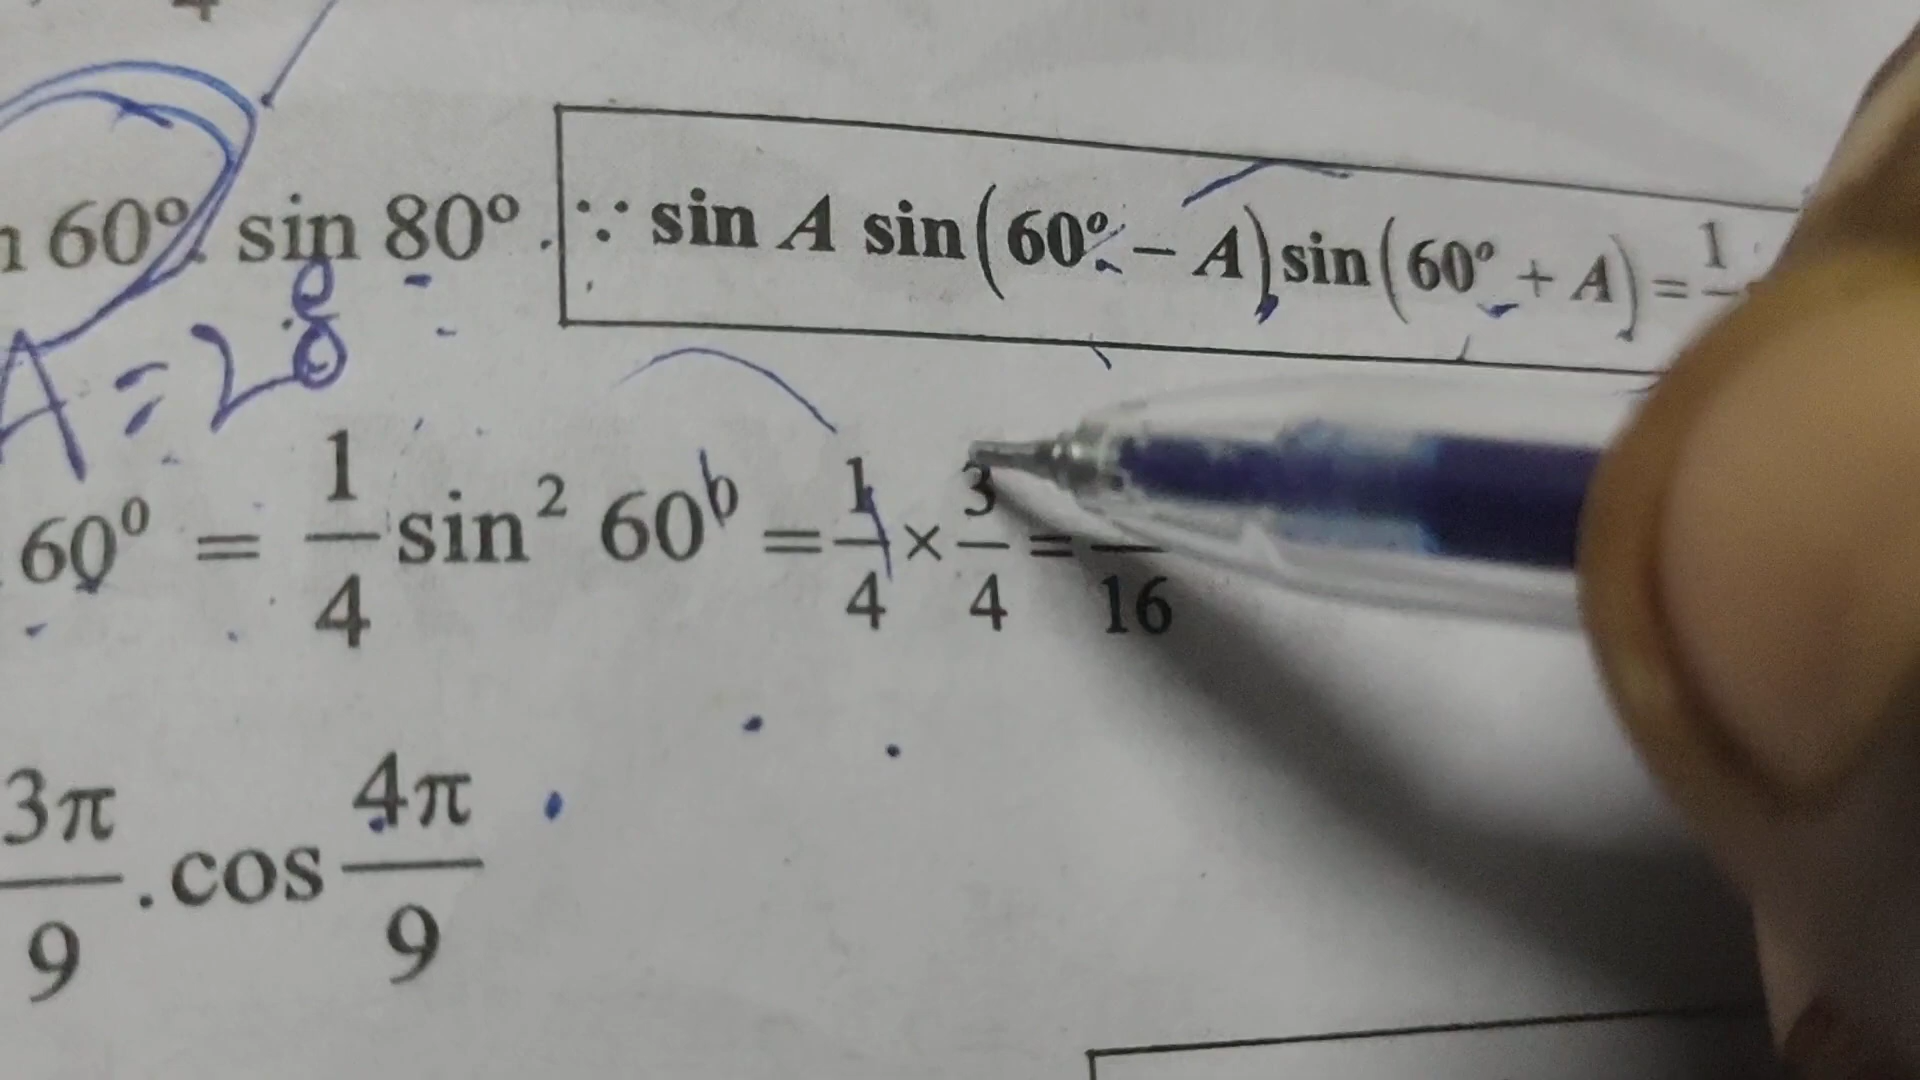 60°. sin 80°. ∵ sin A sin(60° − A) sin(60° + A) = 1
A = 20
60° = 1/4 sin² 60° = 1/4 × 3/4 = /16
3π/9 . cos 4π/9